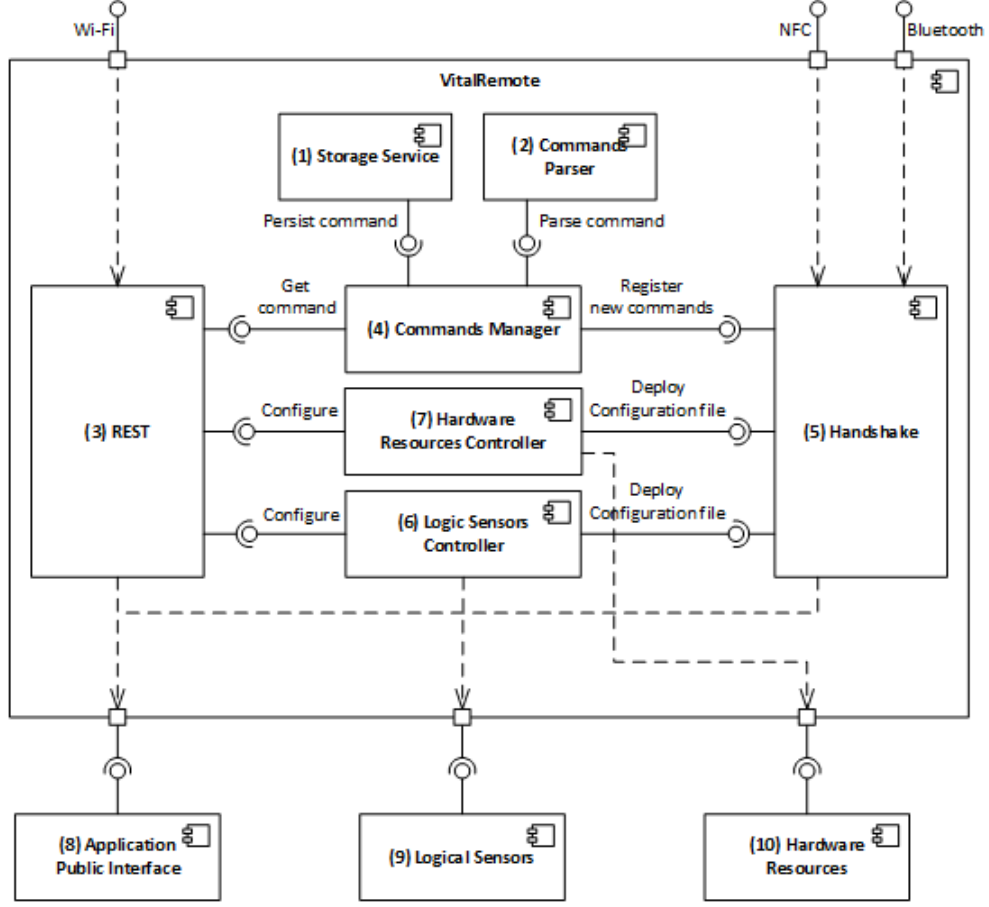 Wi-Fi
NFC
Bluetooth
VitalRemote
(1) Storage Service
(2) Commands
Parser
Persist command
Parse command
Get
command
Register
new commands
(4) Commands Manager
(3) REST
Configure
(7) Hardware
Resources Controller
Deploy
Configuration file
(5) Handshake
Configure
(6) Logic Sensors
Controller
Deploy
Configuration file
(8) Application
Public Interface
(9) Logical Sensors
(10) Hardware
Resources